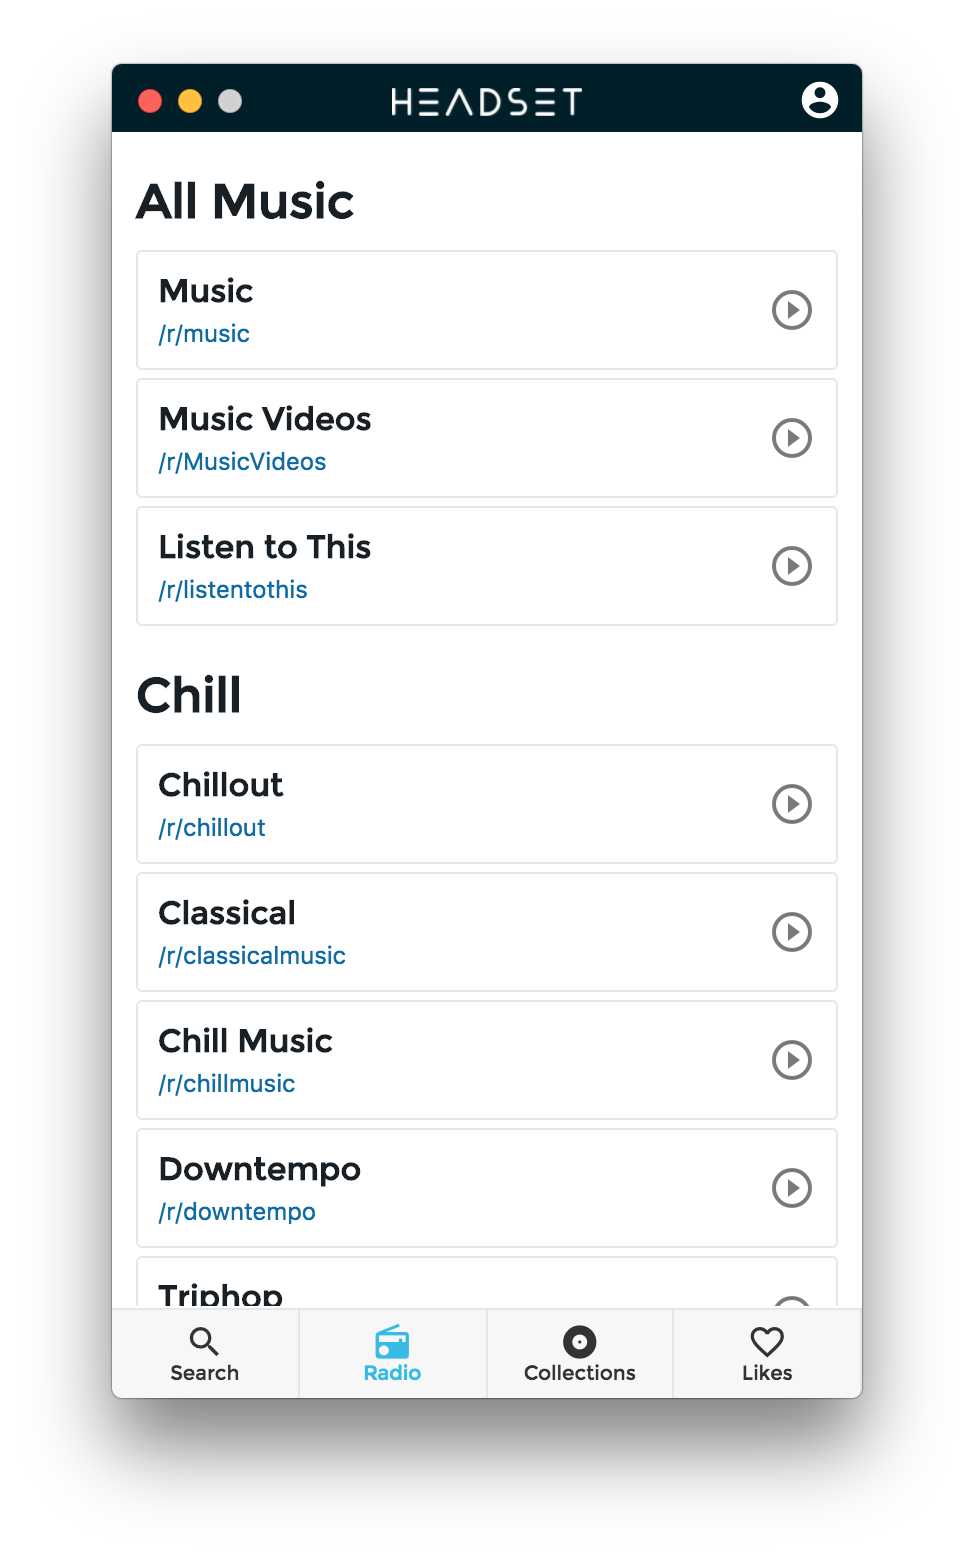 HEADSET
All Music
Music
/r/music
Music Videos
/r/MusicVideos
Listen to This
/r/listentothis
Chill
Chillout
/r/chillout
Classical
/r/classicalmusic
Chill Music
/r/chillmusic
Downtempo
/r/downtempo
Triphop
Search
Radio
Collections
Likes